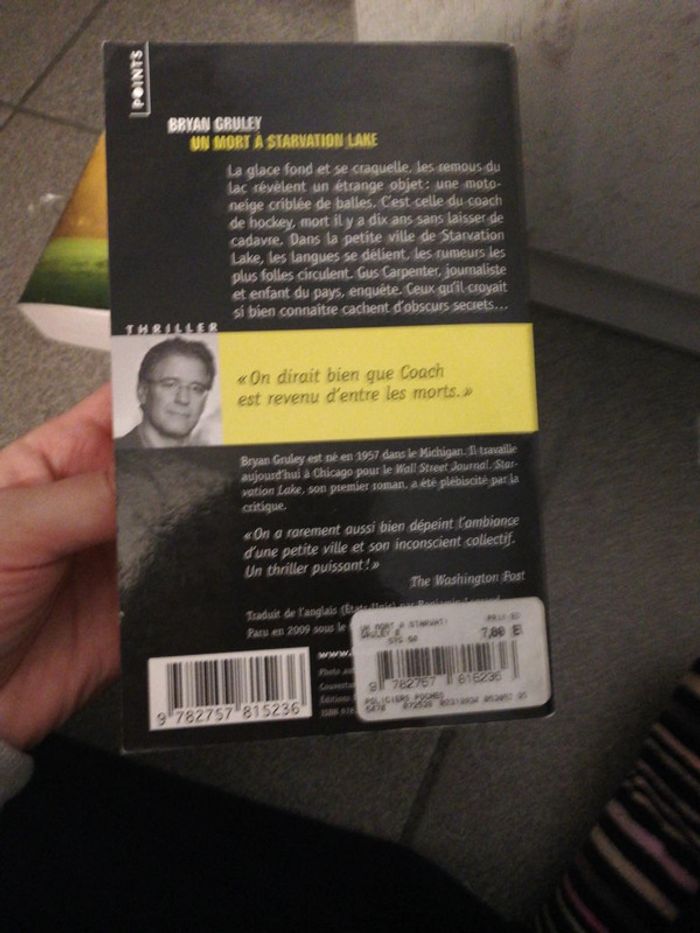 POINTS
BRYAN GRULEY
UN MORT À STARVATION LAKE
La glace fond et se craquelle, les remous du
lac révèlent un étrange objet : une moto-
neige criblée de balles. C'est celle du coach
de hockey, mort il y a dix ans sans laisser de
cadavre. Dans la petite ville de Starvation
Lake, les langues se délient, les rumeurs les
plus folles circulent. Gus Carpenter, journaliste
et enfant du pays, enquête. Ceux qu'il croyait
si bien connaître cachent d'obscurs secrets...
THRILLER
« On dirait bien que Coach
est revenu d'entre les morts. »
Bryan Gruley est né en 1957 dans le Michigan. Il travaille
aujourd'hui à Chicago pour le Wall Street Journal. Star-
vation Lake, son premier roman, a été plébiscité par la
critique.
« On a rarement aussi bien dépeint l'ambiance
d'une petite ville et son inconscient collectif.
Un thriller puissant ! »
The Washington Post
Traduit de l'anglais (États-Unis) par Benjamin
Paru en 2009 sous le
www.
UN MORT A STARVATI
GRULEY B
7,80 E
9 782757 815236
POLICIERS POCHES
9 782757 815236